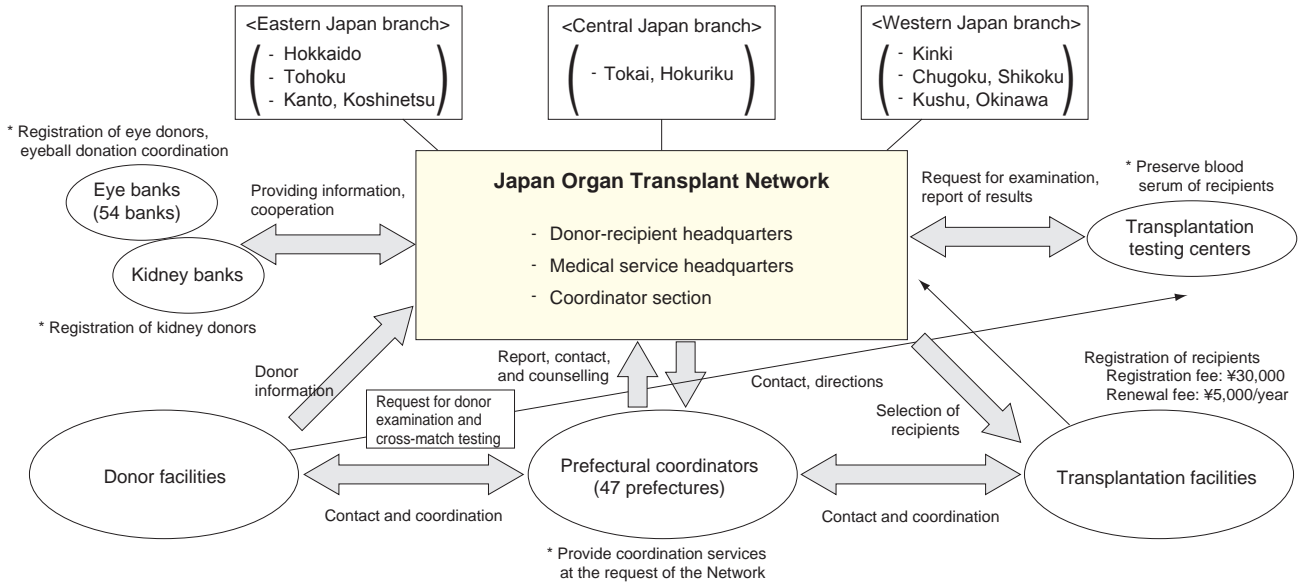 <Eastern Japan branch>
- Hokkaido
- Tohoku
- Kanto, Koshinetsu
<Central Japan branch>
- Tokai, Hokuriku
<Western Japan branch>
- Kinki
- Chugoku, Shikoku
- Kushu, Okinawa
* Registration of eye donors,
eyeball donation coordination
Eye banks
(54 banks)
Kidney banks
* Registration of kidney donors
Providing information,
cooperation
Japan Organ Transplant Network
- Donor-recipient headquarters
- Medical service headquarters
- Coordinator section
Request for examination,
report of results
* Preserve blood
serum of recipients
Transplantation
testing centers
Donor
information
Report, contact,
and counselling
Contact, directions
Request for donor
examination and
cross-match testing
Selection of
recipients
Registration of recipients
Registration fee: ¥30,000
Renewal fee: ¥5,000/year
Donor facilities
Contact and coordination
Prefectural coordinators
(47 prefectures)
Contact and coordination
Transplantation facilities
* Provide coordination services
at the request of the Network